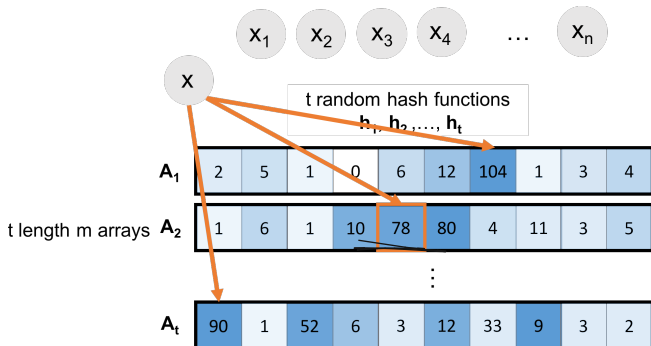 x₁ x₂ x₃ x₄ … xₙ
x
t random hash functions
h₁, h₂ ,…, hₜ
A₁ 2 5 1 0 6 12 104 1 3 4
t length m arrays A₂ 1 6 1 10 78 80 4 11 3 5
⋮
Aₜ 90 1 52 6 3 12 33 9 3 2